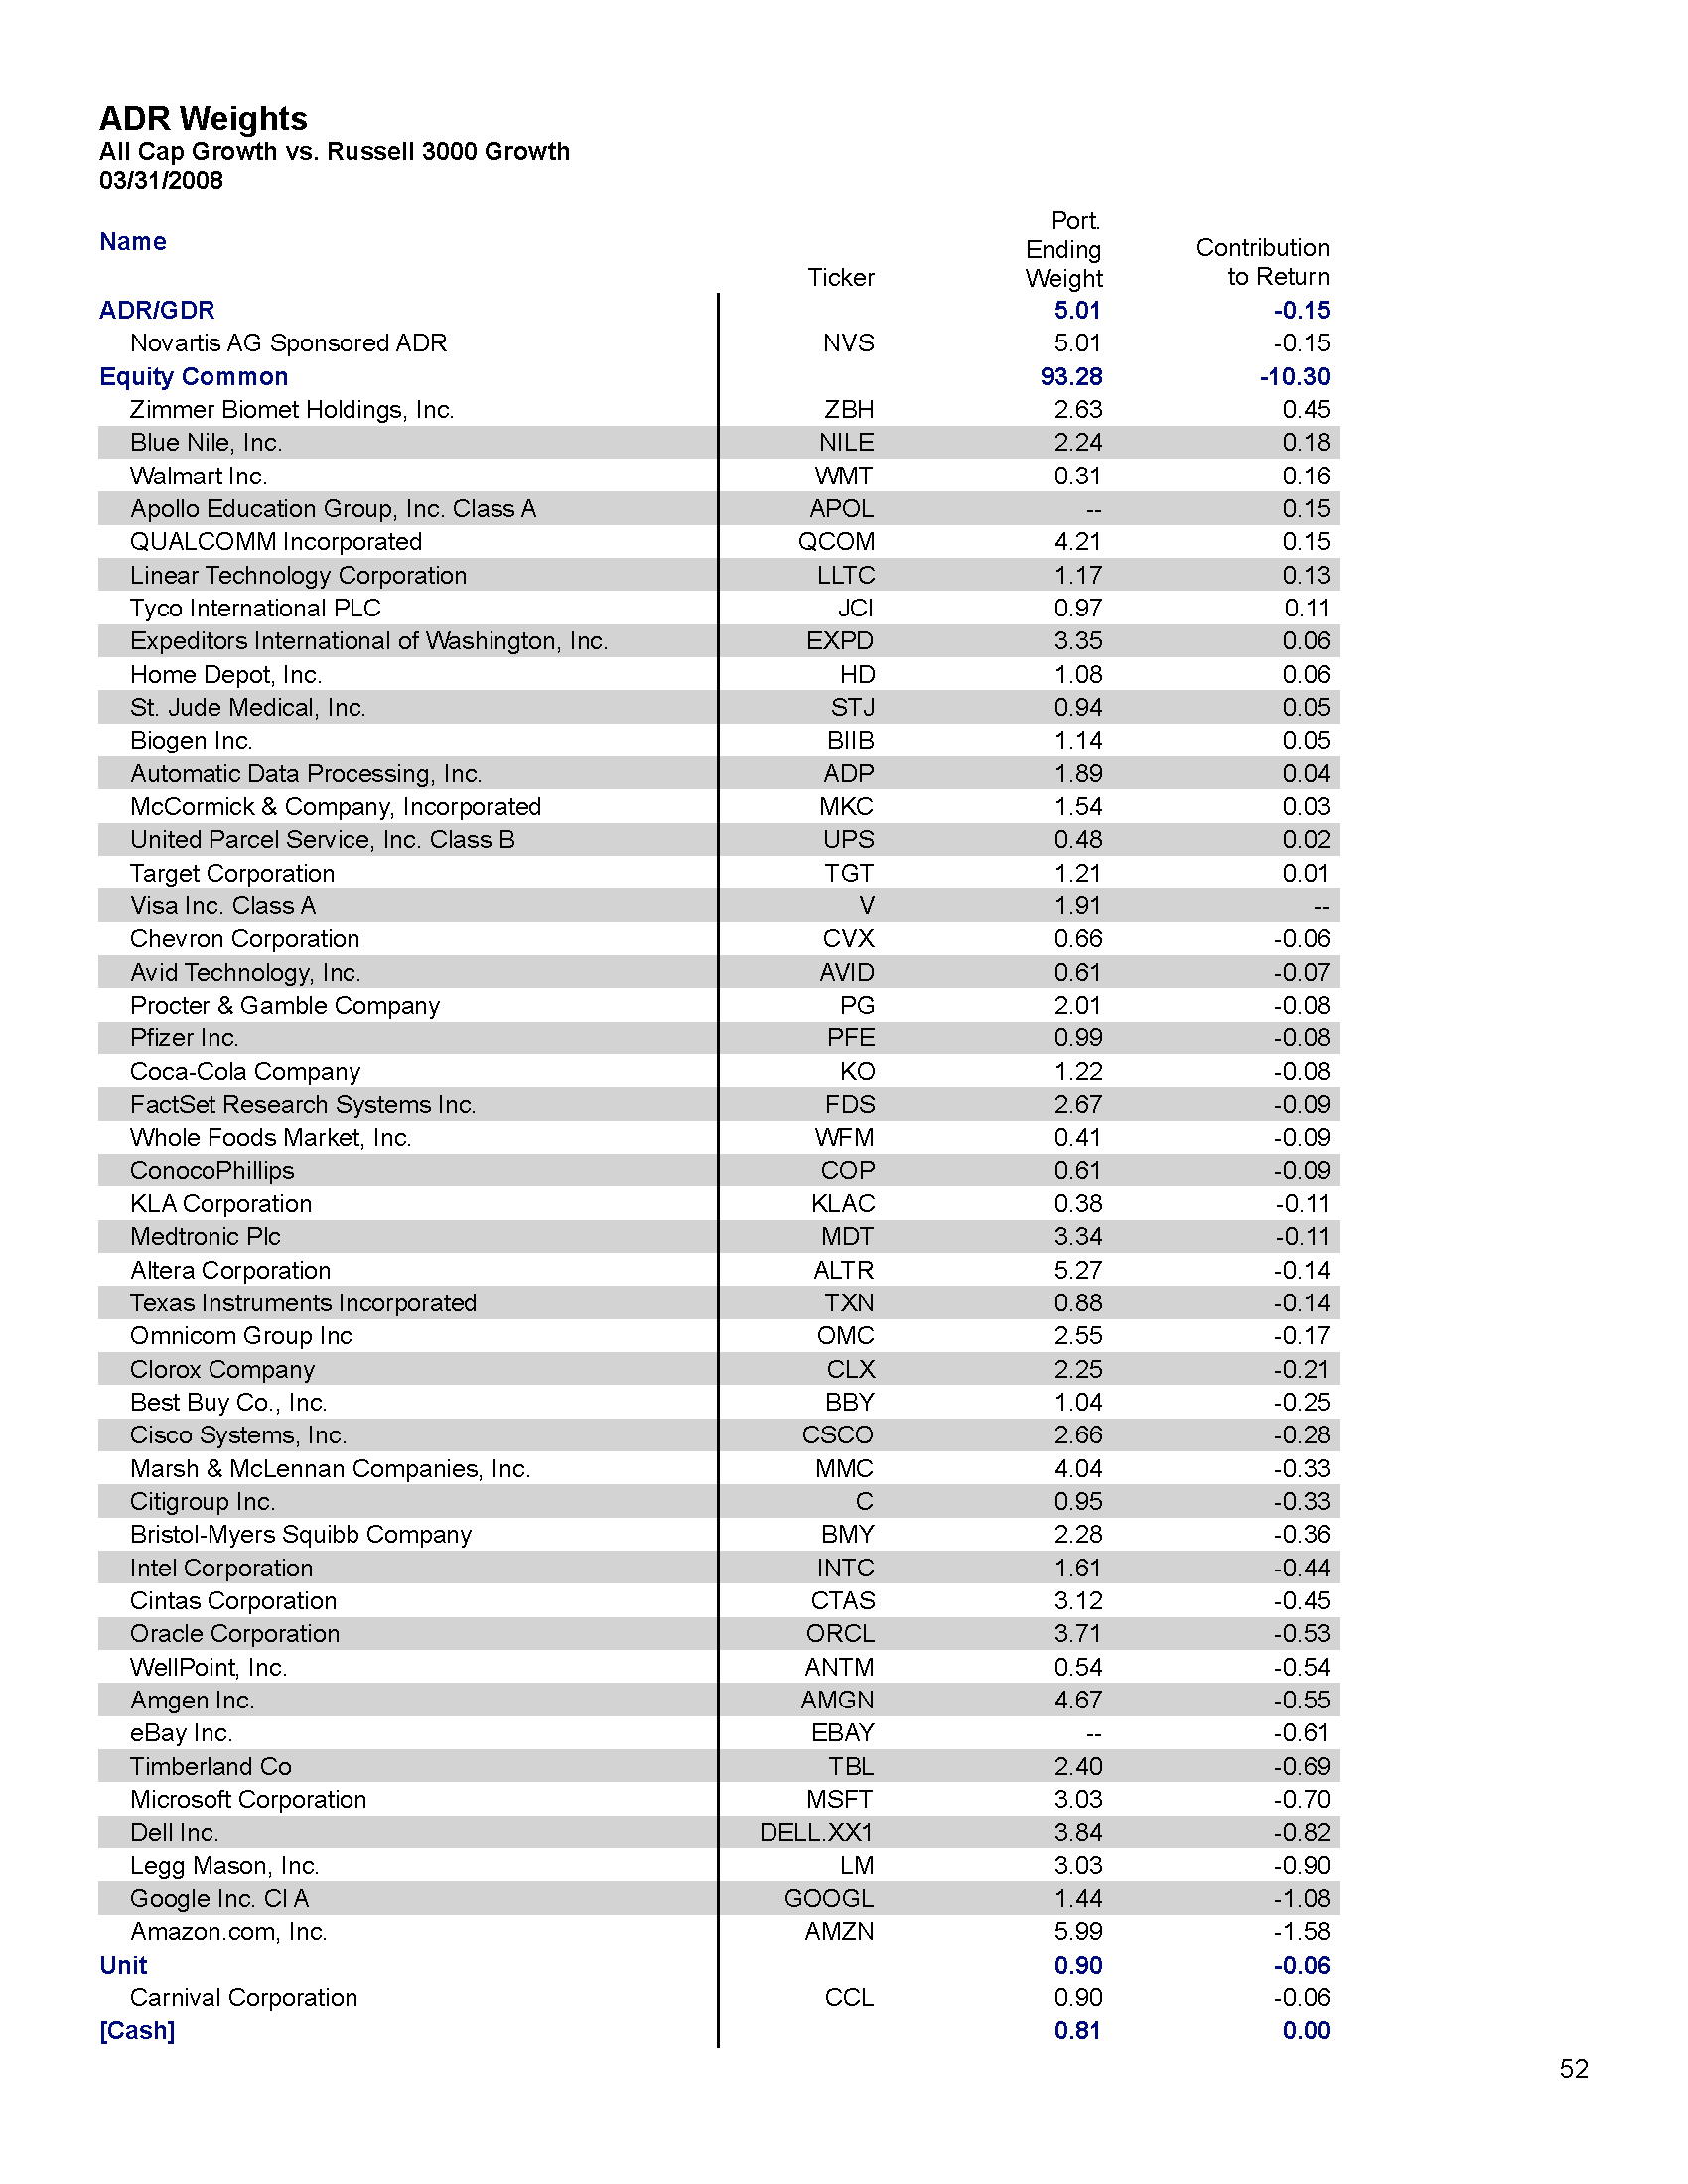 ADR Weights
All Cap Growth vs. Russell 3000 Growth
03/31/2008
Name Ticker Port. Ending Weight Contribution to Return
ADR/GDR 5.01 -0.15
Novartis AG Sponsored ADR NVS 5.01 -0.15
Equity Common 93.28 -10.30
Zimmer Biomet Holdings, Inc. ZBH 2.63 0.45
Blue Nile, Inc. NILE 2.24 0.18
Walmart Inc. WMT 0.31 0.16
Apollo Education Group, Inc. Class A APOL -- 0.15
QUALCOMM Incorporated QCOM 4.21 0.15
Linear Technology Corporation LLTC 1.17 0.13
Tyco International PLC JCI 0.97 0.11
Expeditors International of Washington, Inc. EXPD 3.35 0.06
Home Depot, Inc. HD 1.08 0.06
St. Jude Medical, Inc. STJ 0.94 0.05
Biogen Inc. BIIB 1.14 0.05
Automatic Data Processing, Inc. ADP 1.89 0.04
McCormick & Company, Incorporated MKC 1.54 0.03
United Parcel Service, Inc. Class B UPS 0.48 0.02
Target Corporation TGT 1.21 0.01
Visa Inc. Class A V 1.91 --
Chevron Corporation CVX 0.66 -0.06
Avid Technology, Inc. AVID 0.61 -0.07
Procter & Gamble Company PG 2.01 -0.08
Pfizer Inc. PFE 0.99 -0.08
Coca-Cola Company KO 1.22 -0.08
FactSet Research Systems Inc. FDS 2.67 -0.09
Whole Foods Market, Inc. WFM 0.41 -0.09
ConocoPhillips COP 0.61 -0.09
KLA Corporation KLAC 0.38 -0.11
Medtronic Plc MDT 3.34 -0.11
Altera Corporation ALTR 5.27 -0.14
Texas Instruments Incorporated TXN 0.88 -0.14
Omnicom Group Inc OMC 2.55 -0.17
Clorox Company CLX 2.25 -0.21
Best Buy Co., Inc. BBY 1.04 -0.25
Cisco Systems, Inc. CSCO 2.66 -0.28
Marsh & McLennan Companies, Inc. MMC 4.04 -0.33
Citigroup Inc. C 0.95 -0.33
Bristol-Myers Squibb Company BMY 2.28 -0.36
Intel Corporation INTC 1.61 -0.44
Cintas Corporation CTAS 3.12 -0.45
Oracle Corporation ORCL 3.71 -0.53
WellPoint, Inc. ANTM 0.54 -0.54
Amgen Inc. AMGN 4.67 -0.55
eBay Inc. EBAY -- -0.61
Timberland Co TBL 2.40 -0.69
Microsoft Corporation MSFT 3.03 -0.70
Dell Inc. DELL.XX1 3.84 -0.82
Legg Mason, Inc. LM 3.03 -0.90
Google Inc. Cl A GOOGL 1.44 -1.08
Amazon.com, Inc. AMZN 5.99 -1.58
Unit 0.90 -0.06
Carnival Corporation CCL 0.90 -0.06
[Cash] 0.81 0.00
52